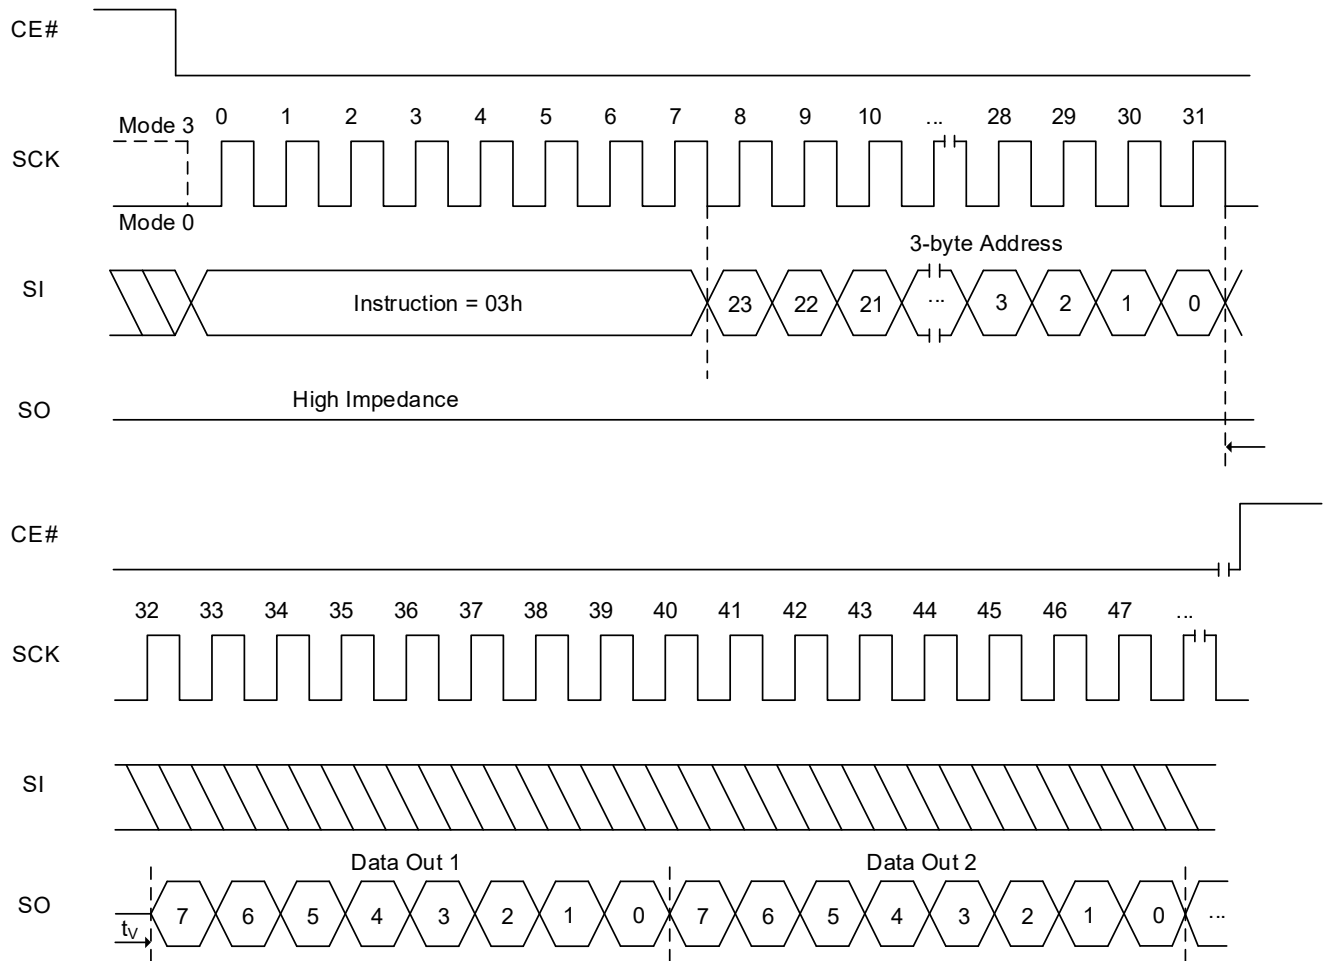 CE#
0 1 2 3 4 5 6 7 8 9 10 ... 28 29 30 31
Mode 3
SCK
Mode 0
3-byte Address
SI
Instruction = 03h
23 22 21 ... 3 2 1 0
High Impedance
SO
CE#
32 33 34 35 36 37 38 39 40 41 42 43 44 45 46 47 ...
SCK
SI
Data Out 1 Data Out 2
SO
7 6 5 4 3 2 1 0 7 6 5 4 3 2 1 0 ...
tV